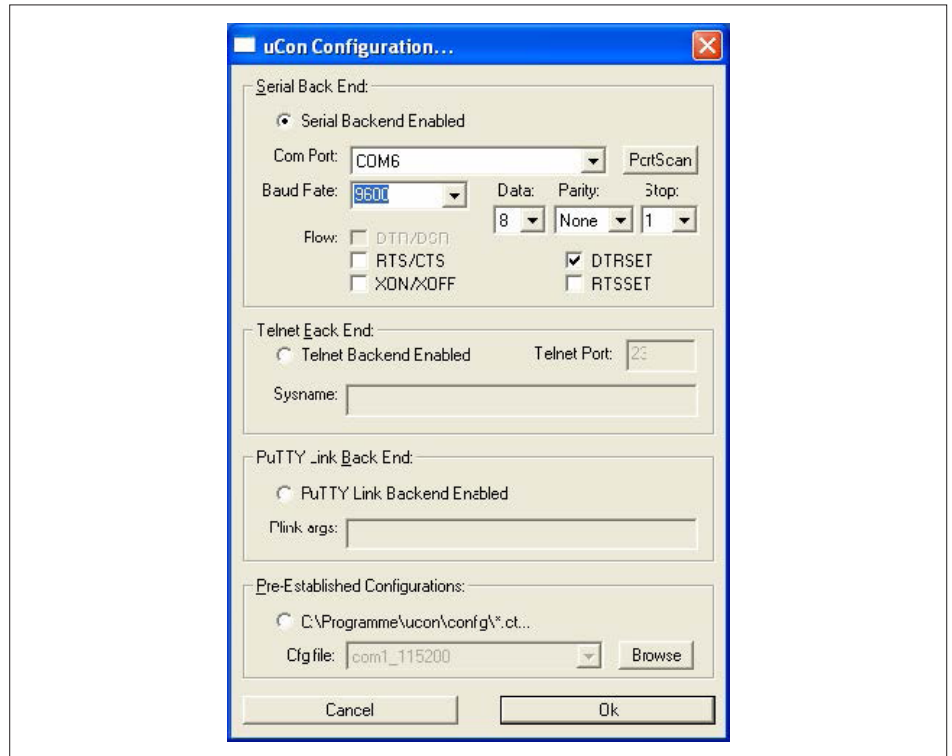 uCon Configuration...
Serial Back End:
Serial Backend Enabled
Com Port: COM6 PortScan
Baud Rate: 9600 Data: Parity: Stop:
8 None 1
Flow: DTR/DSR
RTS/CTS DTRSET
XON/XOFF RTSSET
Telnet Back End:
Telnet Backend Enabled Telnet Port: 23
Sysname:
PuTTY Link Back End:
PuTTY Link Backend Enabled
Plink args:
Pre-Established Configurations:
C:\Programme\ucon\config\*.ct...
Cfg file: com1_115200 Browse
Cancel Ok